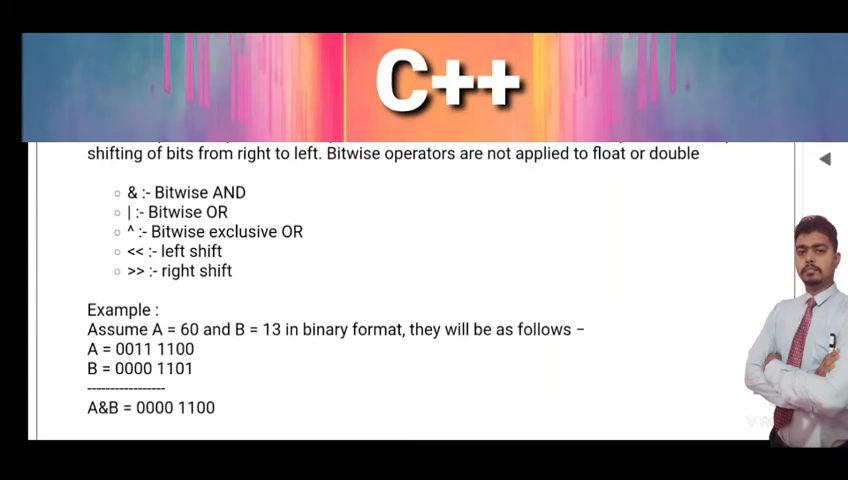 C++
shifting of bits from right to left. Bitwise operators are not applied to float or double
& :- Bitwise AND
| :- Bitwise OR
^ :- Bitwise exclusive OR
<< :- left shift
>> :- right shift
Example :
Assume A = 60 and B = 13 in binary format, they will be as follows −
A = 0011 1100
B = 0000 1101
-----------------
A&B = 0000 1100